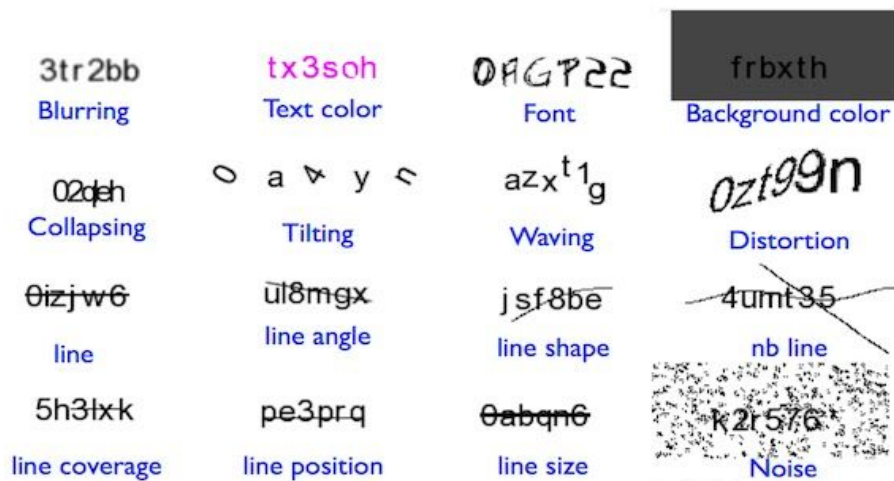 3tr2bb tx3soh 0AGP22 frbxth
Blurring Text color Font Background color
02deh 0 a 4 y n azxt1g 0zt99n
Collapsing Tilting Waving Distortion
0izjw6 ul8mgx jsf8be 4umt35
line line angle line shape nb line
5h3lxk pe3prq 0abqn6 k2r576
line coverage line position line size Noise